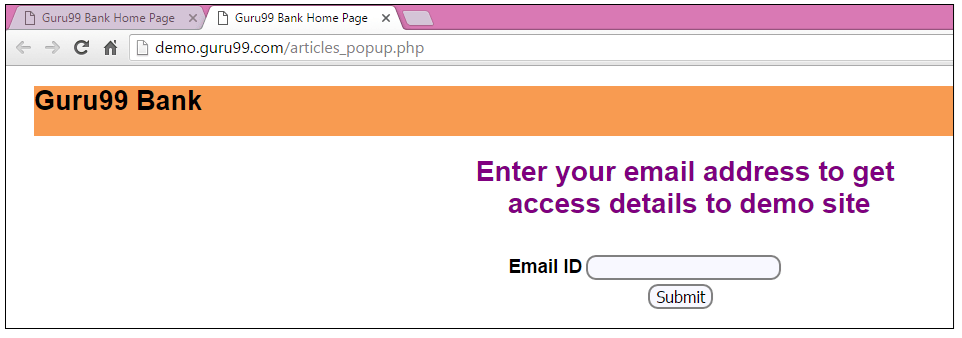 Guru99 Bank Home Page
Guru99 Bank Home Page
demo.guru99.com/articles_popup.php
Guru99 Bank
Enter your email address to get
access details to demo site
Email ID
Submit